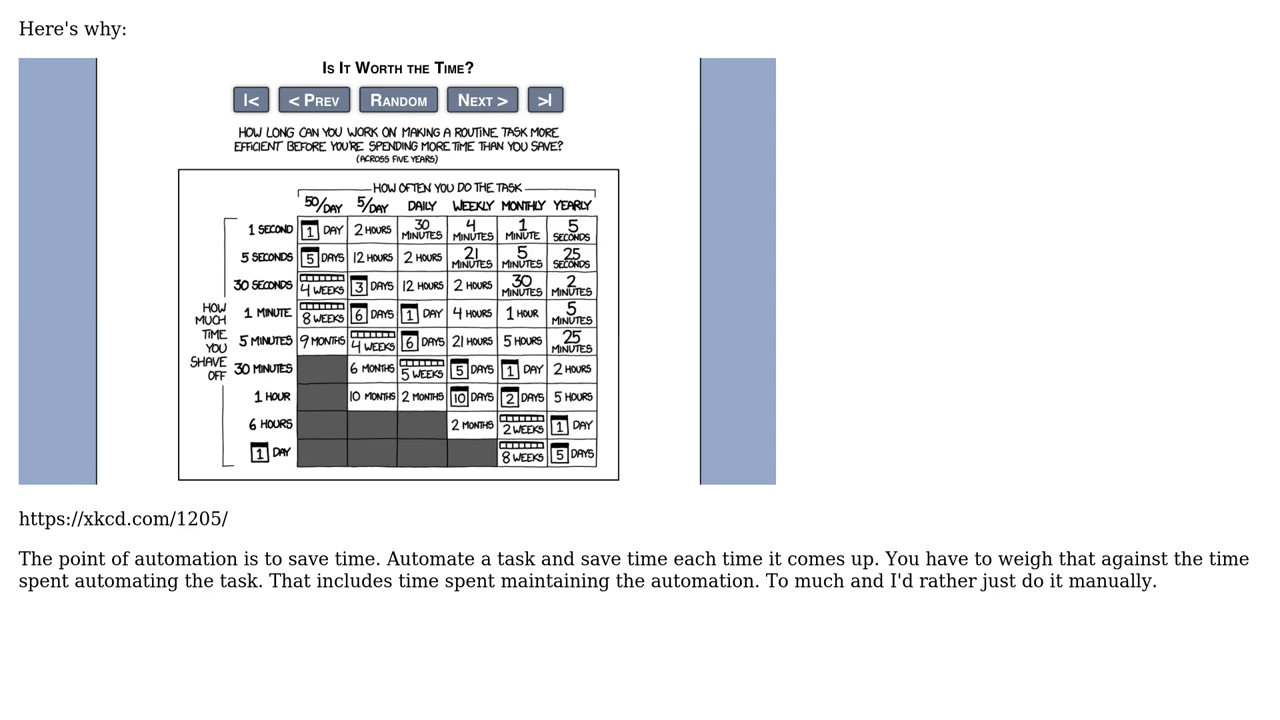 Here's why:
Is It Worth the Time?
|< < Prev Random Next > >|
HOW LONG CAN YOU WORK ON MAKING A ROUTINE TASK MORE
EFFICIENT BEFORE YOU'RE SPENDING MORE TIME THAN YOU SAVE?
(ACROSS FIVE YEARS)
HOW OFTEN YOU DO THE TASK
50/DAY 5/DAY DAILY WEEKLY MONTHLY YEARLY
HOW MUCH TIME YOU SHAVE OFF
1 SECOND 1 DAY 2 HOURS 30 MINUTES 4 MINUTES 1 MINUTE 5 SECONDS
5 SECONDS 5 DAYS 12 HOURS 2 HOURS 21 MINUTES 5 MINUTES 25 SECONDS
30 SECONDS 4 WEEKS 3 DAYS 12 HOURS 2 HOURS 30 MINUTES 2 MINUTES
1 MINUTE 8 WEEKS 6 DAYS 1 DAY 4 HOURS 1 HOUR 5 MINUTES
5 MINUTES 9 MONTHS 4 WEEKS 6 DAYS 21 HOURS 5 HOURS 25 MINUTES
30 MINUTES 6 MONTHS 5 WEEKS 5 DAYS 1 DAY 2 HOURS
1 HOUR 10 MONTHS 2 MONTHS 10 DAYS 2 DAYS 5 HOURS
6 HOURS 2 MONTHS 2 WEEKS 1 DAY
1 DAY 8 WEEKS 5 DAYS
https://xkcd.com/1205/
The point of automation is to save time. Automate a task and save time each time it comes up. You have to weigh that against the time
spent automating the task. That includes time spent maintaining the automation. To much and I'd rather just do it manually.